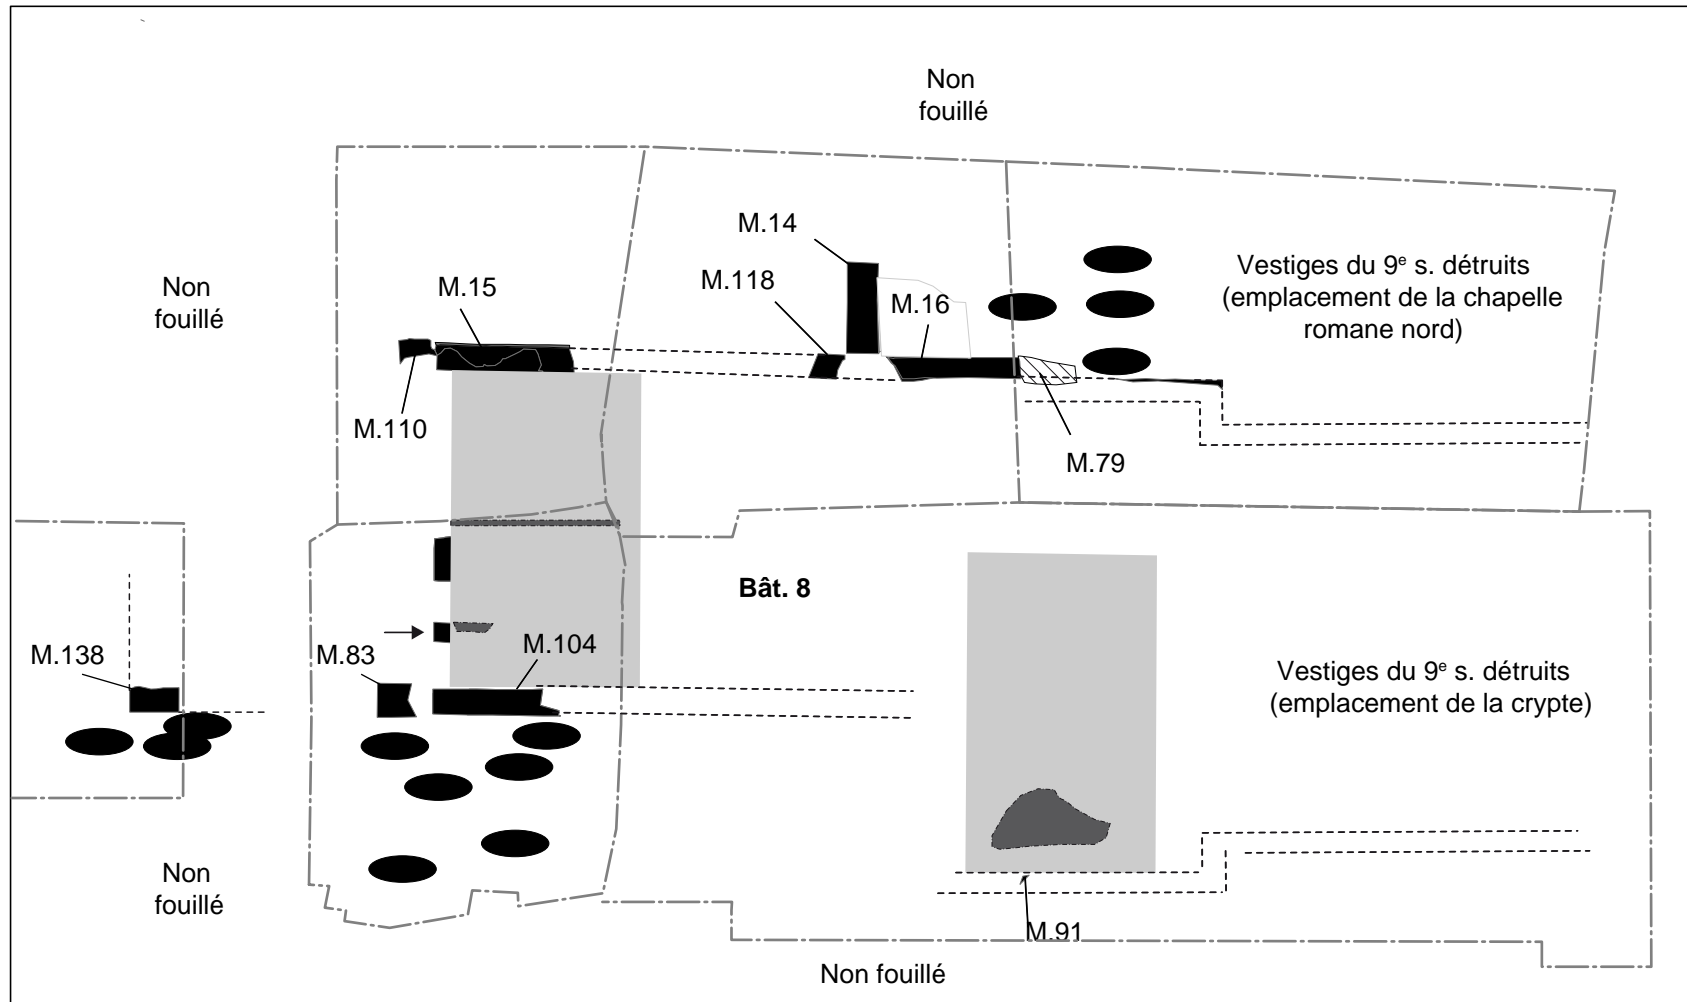 Non
fouillé
M.14
Non
fouillé
M.15
M.118
M.16
Vestiges du 9e s. détruits
(emplacement de la chapelle
romane nord)
M.110
M.79
Bât. 8
M.138
M.83
M.104
Vestiges du 9e s. détruits
(emplacement de la crypte)
Non
fouillé
M.91
Non fouillé